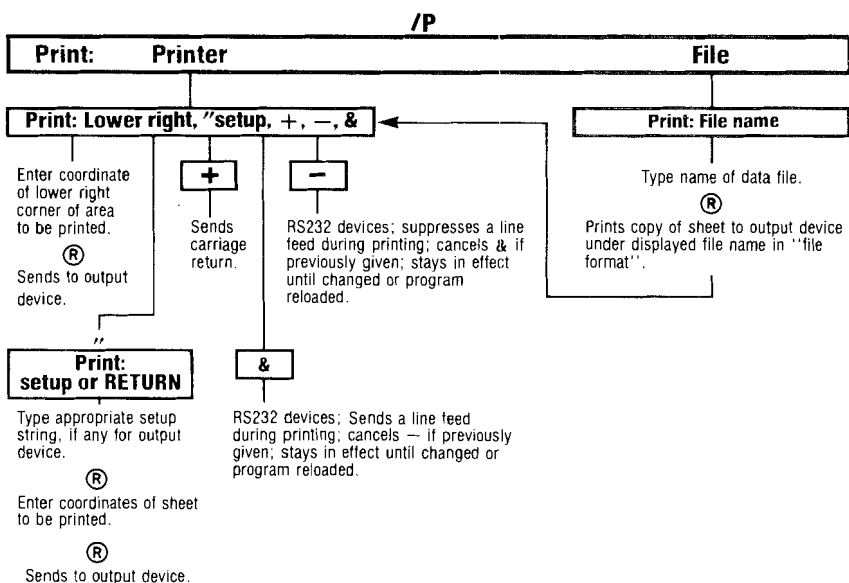 /P
Print: Printer File
Print: Lower right, "setup, +, −, &
Print: File name
Enter coordinate
of lower right
corner of area
to be printed.
Ⓡ
Sends to output
device.
+
Sends
carriage
return.
−
RS232 devices; suppresses a line
feed during printing; cancels & if
previously given; stays in effect
until changed or program
reloaded.
Type name of data file.
Ⓡ
Prints copy of sheet to output device
under displayed file name in "file
format".
"
Print:
setup or RETURN
Type appropriate setup
string, if any for output
device.
Ⓡ
Enter coordinates of sheet
to be printed.
Ⓡ
Sends to output device.
&
RS232 devices; Sends a line feed
during printing; cancels — if previously
given; stays in effect until changed or
program reloaded.